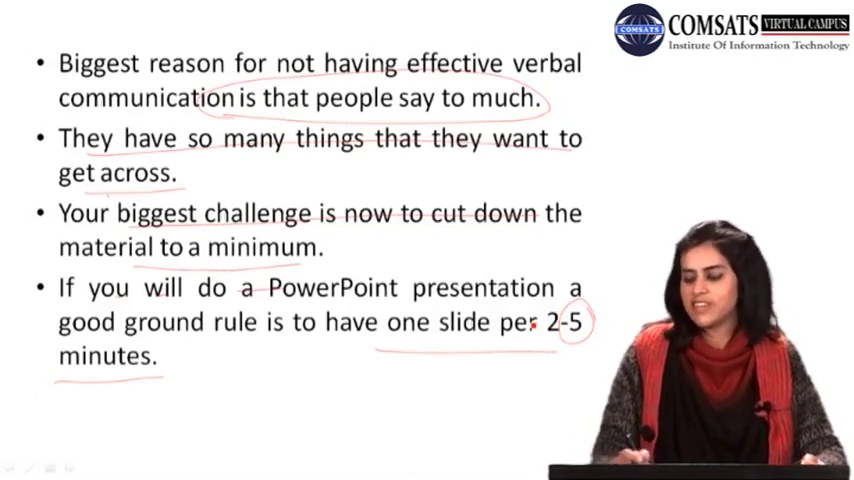 COMSATS VIRTUAL CAMPUS
Institute Of Information Technology
• Biggest reason for not having effective verbal
communication is that people say to much.
• They have so many things that they want to
get across.
• Your biggest challenge is now to cut down the
material to a minimum.
• If you will do a PowerPoint presentation a
good ground rule is to have one slide per 2-5
minutes.